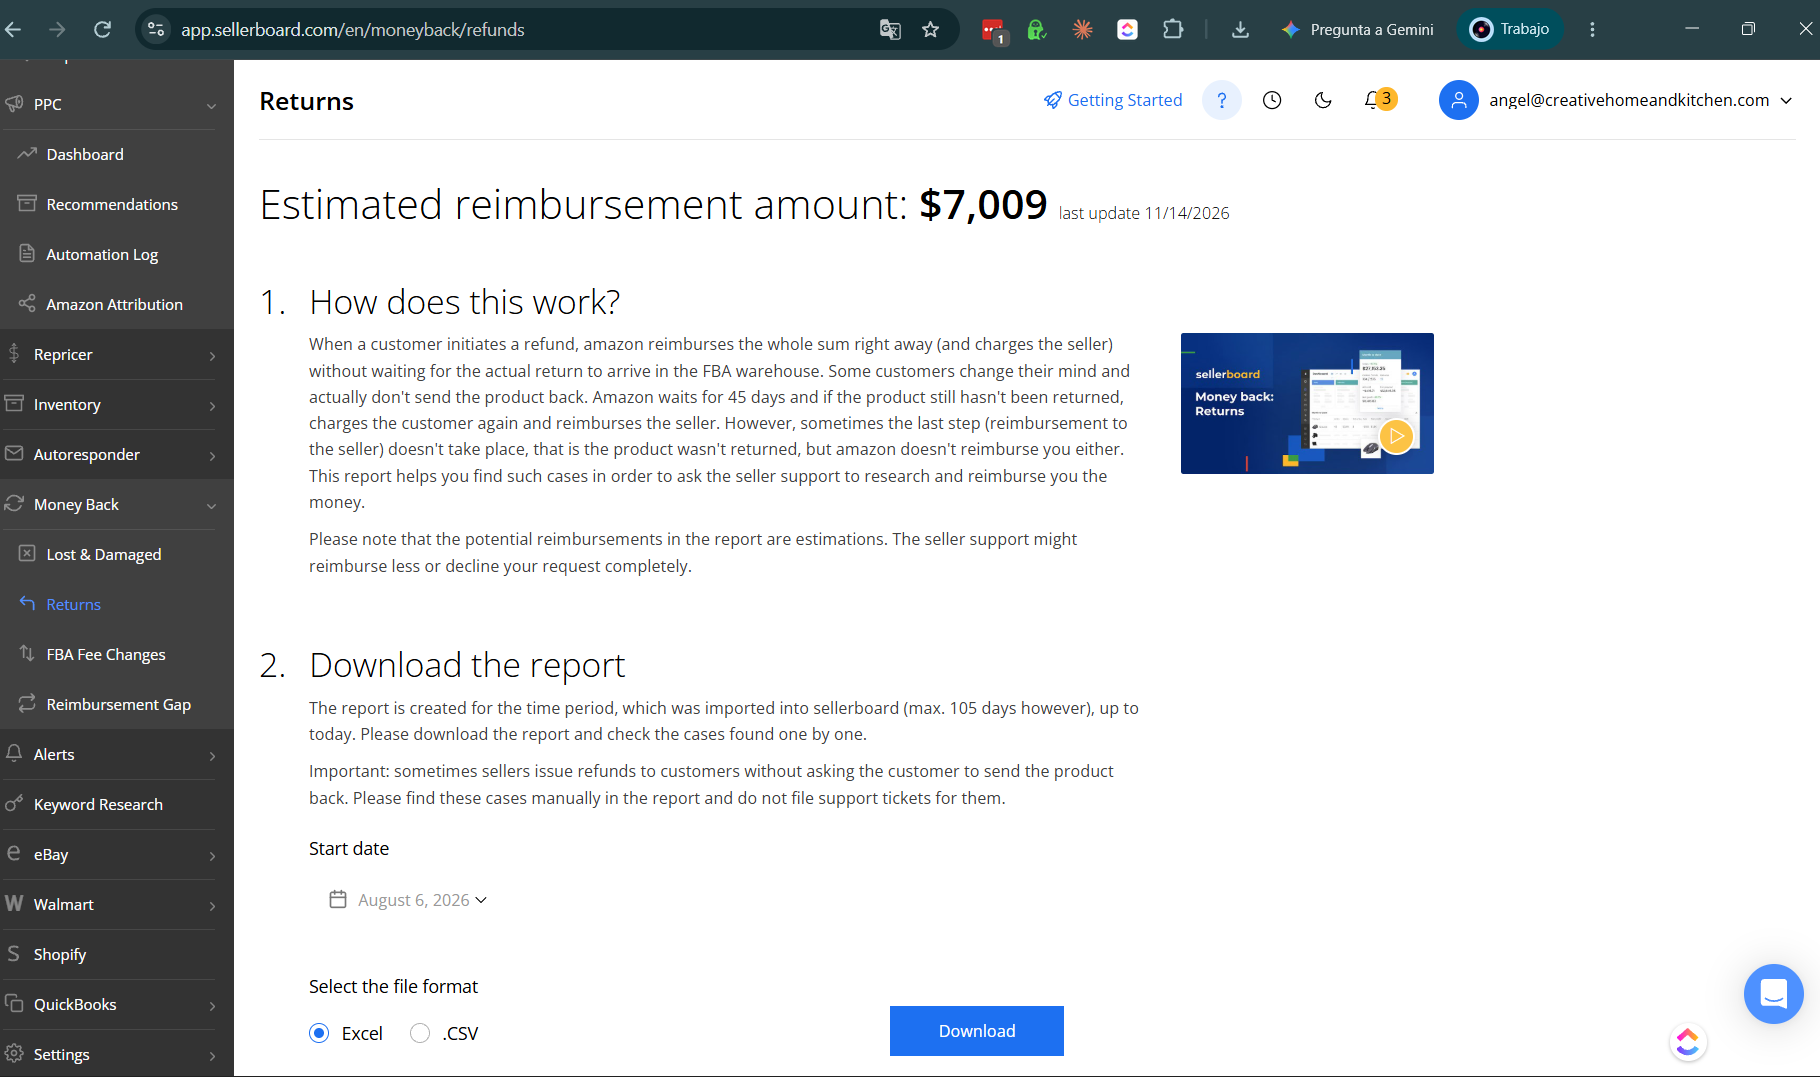 app.sellerboard.com/en/moneyback/refunds
1
Pregunta a Gemini
Trabajo
PPC
Dashboard
Recommendations
Automation Log
Amazon Attribution
Repricer
Inventory
Autoresponder
Money Back
Lost & Damaged
Returns
FBA Fee Changes
Reimbursement Gap
Alerts
Keyword Research
eBay
Walmart
Shopify
QuickBooks
Settings
Returns
Getting Started
?
3
angel@creativehomeandkitchen.com
Estimated reimbursement amount: $7,009 last update 11/14/2026
1. How does this work?
When a customer initiates a refund, amazon reimburses the whole sum right away (and charges the seller)
without waiting for the actual return to arrive in the FBA warehouse. Some customers change their mind and
actually don't send the product back. Amazon waits for 45 days and if the product still hasn't been returned,
charges the customer again and reimburses the seller. However, sometimes the last step (reimbursement to
the seller) doesn't take place, that is the product wasn't returned, but amazon doesn't reimburse you either.
This report helps you find such cases in order to ask the seller support to research and reimburse you the
money.
Please note that the potential reimbursements in the report are estimations. The seller support might
reimburse less or decline your request completely.
sellerboard
Money back:
Returns
2. Download the report
The report is created for the time period, which was imported into sellerboard (max. 105 days however), up to
today. Please download the report and check the cases found one by one.
Important: sometimes sellers issue refunds to customers without asking the customer to send the product
back. Please find these cases manually in the report and do not file support tickets for them.
Start date
August 6, 2026
Select the file format
Excel
.CSV
Download